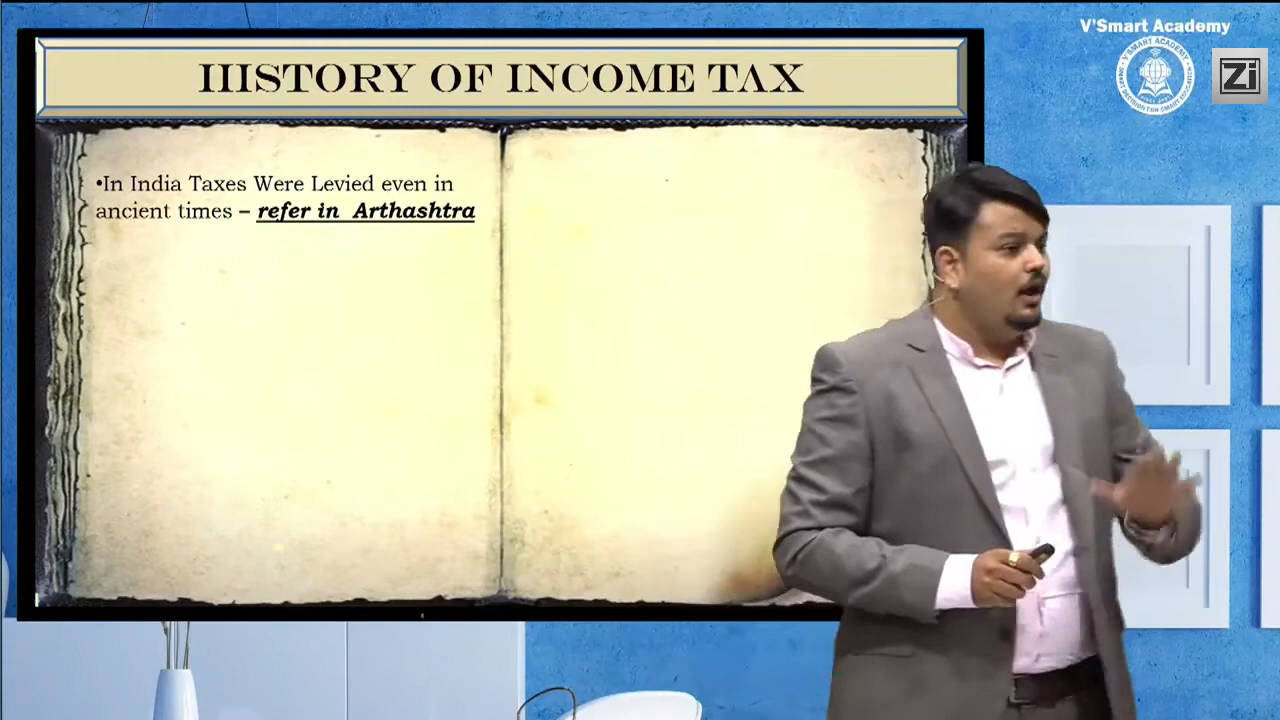 V'Smart Academy
HISTORY OF INCOME TAX
Zi
•In India Taxes Were Levied even in
ancient times – refer in Arthashtra